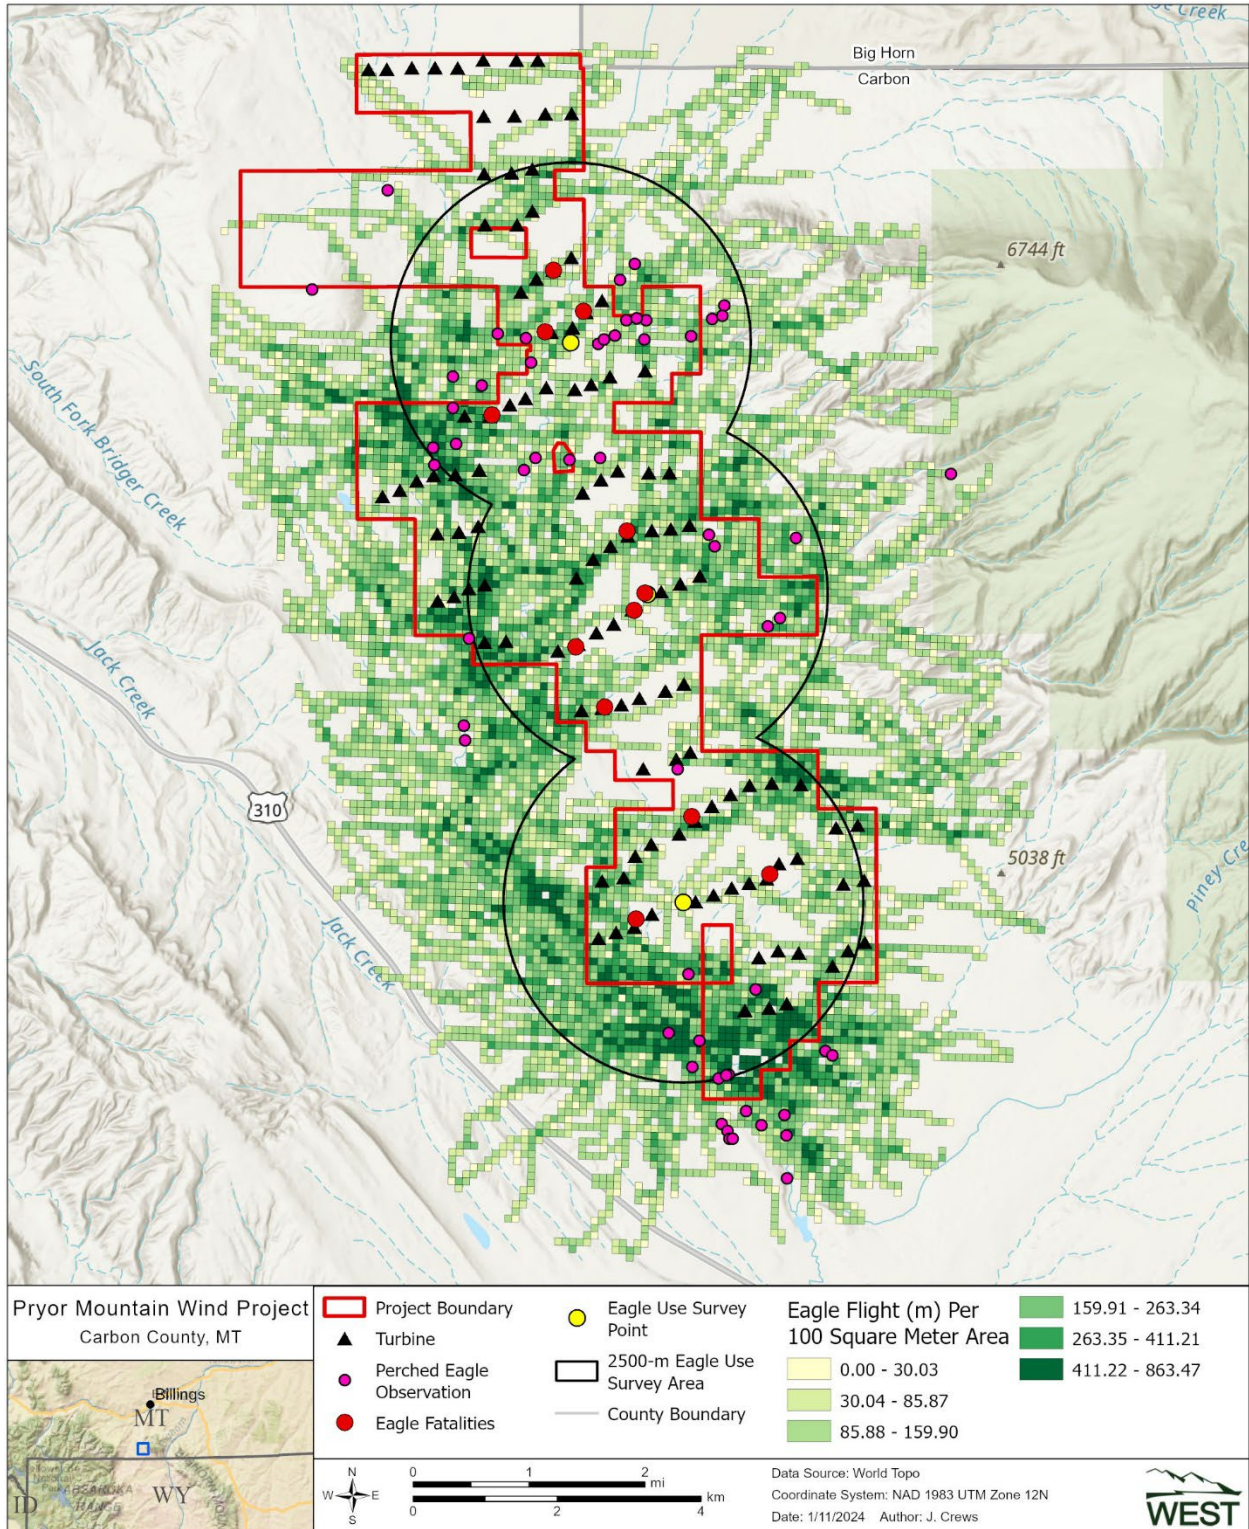 ge Creek
Big Horn
Carbon
6744 ft
South Fork Bridger Creek
Jack Creek
310
5038 ft
Piney Cre
Jack Creek
Pryor Mountain Wind Project
Carbon County, MT
Billings
MT
WY
ID
Project Boundary
Turbine
Perched Eagle
Observation
Eagle Fatalities
Eagle Use Survey
Point
2500-m Eagle Use
Survey Area
County Boundary
Eagle Flight (m) Per
100 Square Meter Area
0.00 - 30.03
30.04 - 85.87
85.88 - 159.90
159.91 - 263.34
263.35 - 411.21
411.22 - 863.47
N
W E
S
0 1 2
mi
km
0 2 4
Data Source: World Topo
Coordinate System: NAD 1983 UTM Zone 12N
Date: 1/11/2024 Author: J. Crews
WEST